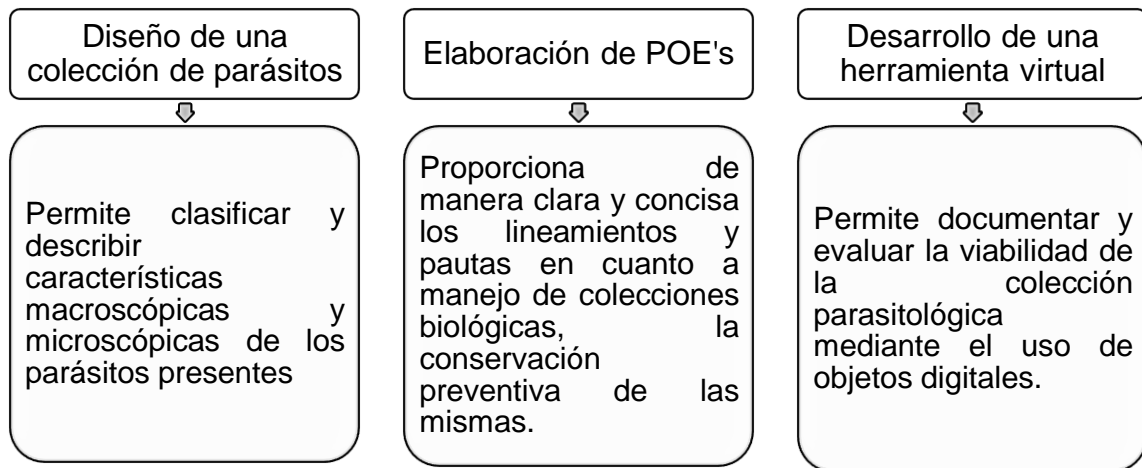 Diseño de una
colección de parásitos
Permite clasificar y
describir
características
macroscópicas y
microscópicas de los
parásitos presentes
Elaboración de POE's
Proporciona de
manera clara y concisa
los lineamientos y
pautas en cuanto a
manejo de colecciones
biológicas, la
conservación
preventiva de las
mismas.
Desarrollo de una
herramienta virtual
Permite documentar y
evaluar la viabilidad de
la colección
parasitológica
mediante el uso de
objetos digitales.